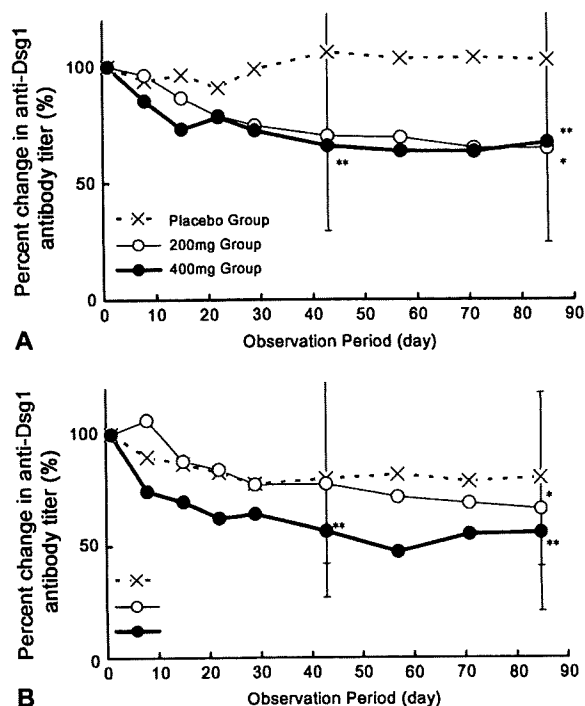 Percent change in anti-Dsg1
antibody titer (%)
100
50
0
Placebo Group
200mg Group
400mg Group
**
**
*
0 10 20 30 40 50 60 70 80 90
Observation Period (day)
A
Percent change in anti-Dsg1
antibody titer (%)
100
50
0
**
*
**
0 10 20 30 40 50 60 70 80 90
Observation Period (day)
B